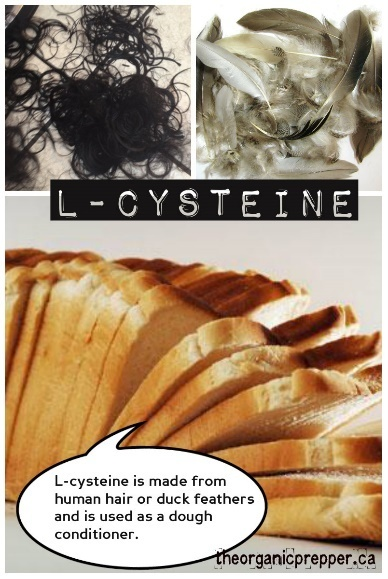 L-CYSTEINE
L-cysteine is made from
human hair or duck feathers
and is used as a dough
conditioner.
theorganicprepper.ca